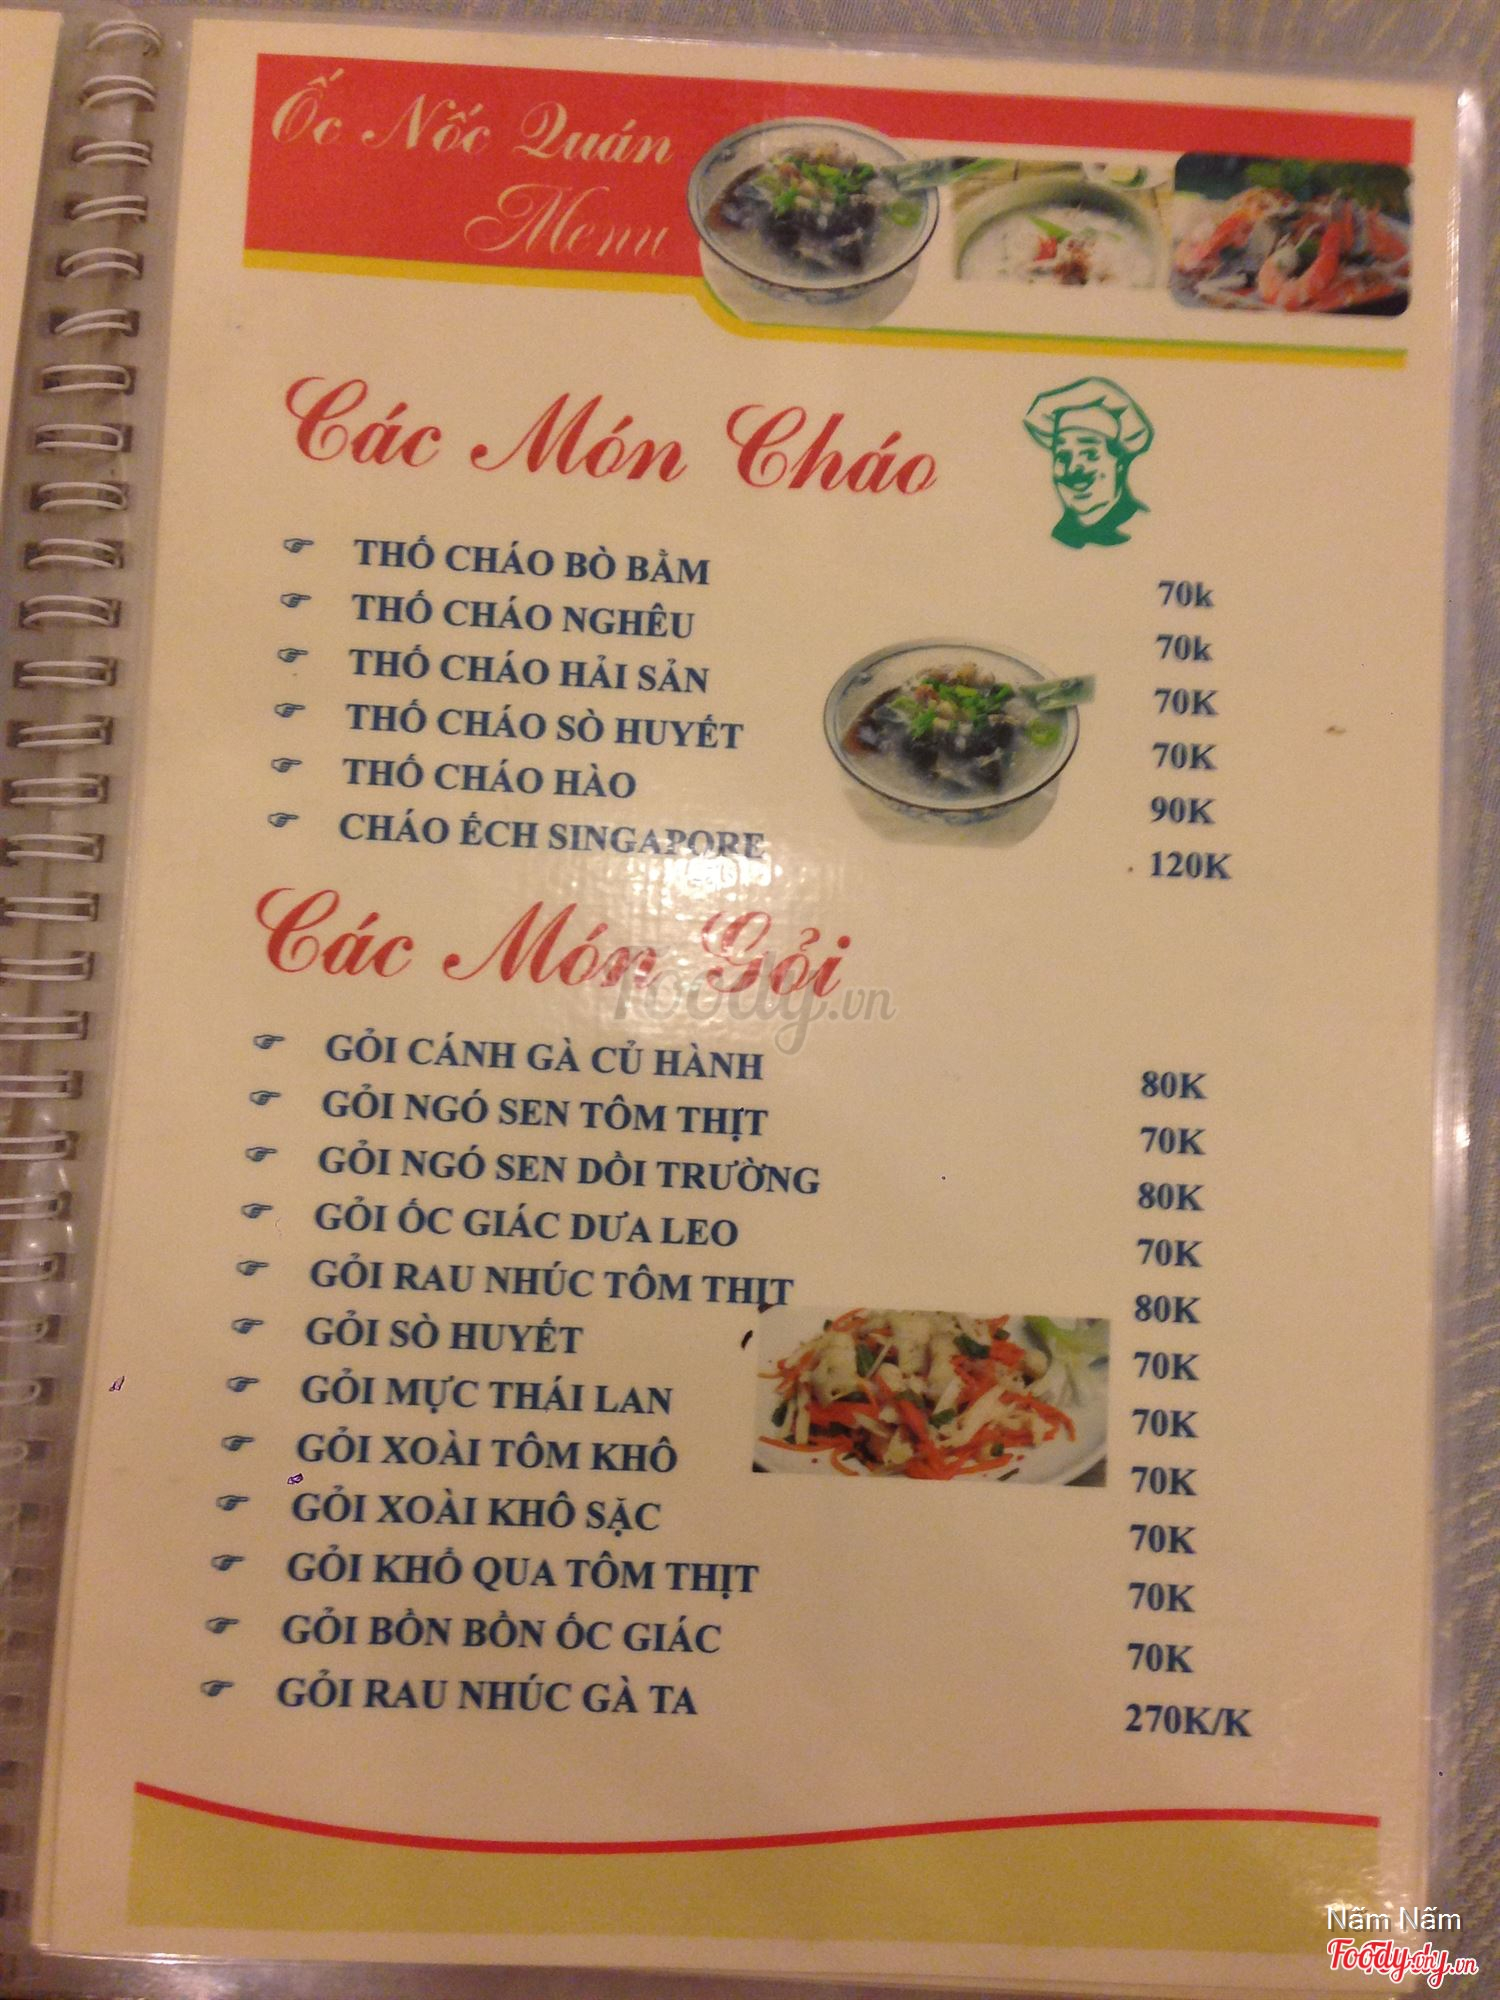 Ốc Nốc Quán
Menu
Các Món Cháo
THỐ CHÁO BÒ BẰM 70k
THỐ CHÁO NGHÊU 70k
THỐ CHÁO HẢI SẢN 70K
THỐ CHÁO SÒ HUYẾT 70K
THỐ CHÁO HÀO 90K
CHÁO ẾCH SINGAPORE 120K
Các Món Gỏi
Foody.vn
GỎI CÁNH GÀ CỦ HÀNH 80K
GỎI NGÓ SEN TÔM THỊT 70K
GỎI NGÓ SEN DỒI TRƯỜNG 80K
GỎI ỐC GIÁC DƯA LEO 70K
GỎI RAU NHÚC TÔM THỊT 80K
GỎI SÒ HUYẾT 70K
GỎI MỰC THÁI LAN 70K
GỎI XOÀI TÔM KHÔ 70K
GỎI XOÀI KHÔ SẶC 70K
GỎI KHỔ QUA TÔM THỊT 70K
GỎI BỒN BỒN ỐC GIÁC 70K
GỎI RAU NHÚC GÀ TA 270K/K
Nấm Nấm
Foody.vn